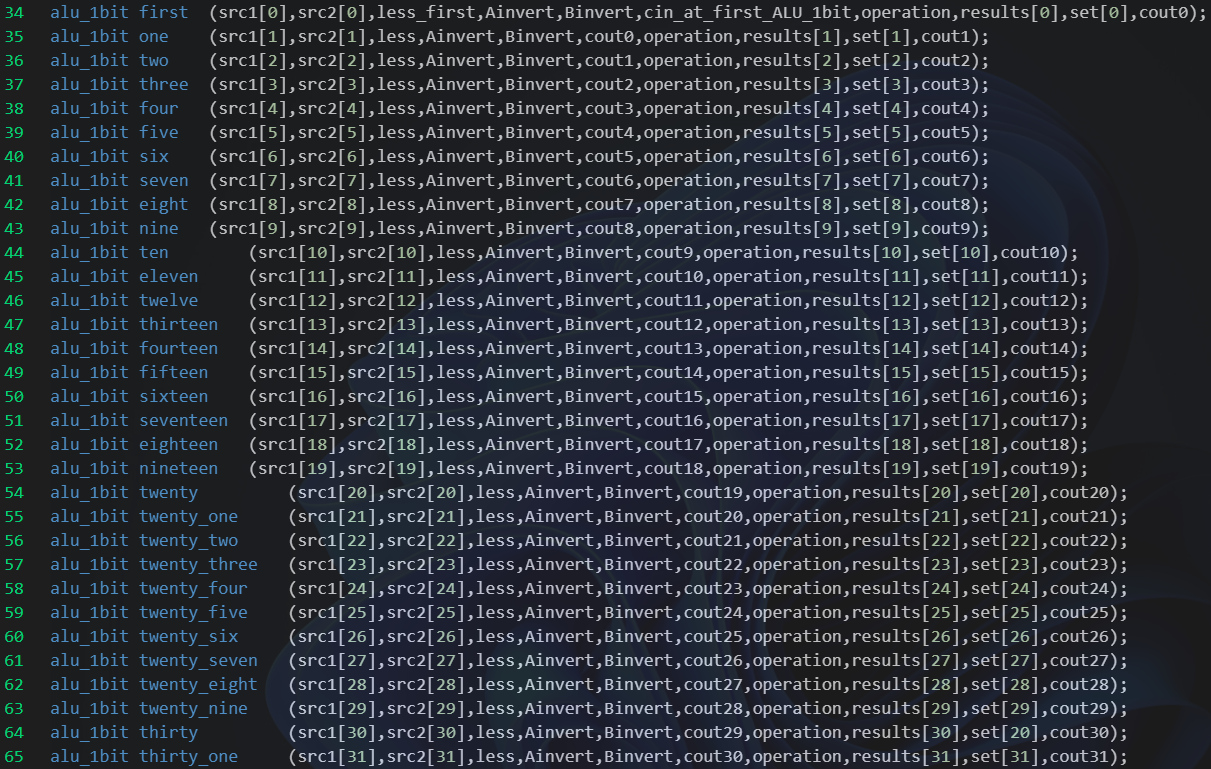 34 alu_1bit first (src1[0],src2[0],less_first,Ainvert,Binvert,cin_at_first_ALU_1bit,operation,results[0],set[0],cout0);
35 alu_1bit one (src1[1],src2[1],less,Ainvert,Binvert,cout0,operation,results[1],set[1],cout1);
36 alu_1bit two (src1[2],src2[2],less,Ainvert,Binvert,cout1,operation,results[2],set[2],cout2);
37 alu_1bit three (src1[3],src2[3],less,Ainvert,Binvert,cout2,operation,results[3],set[3],cout3);
38 alu_1bit four (src1[4],src2[4],less,Ainvert,Binvert,cout3,operation,results[4],set[4],cout4);
39 alu_1bit five (src1[5],src2[5],less,Ainvert,Binvert,cout4,operation,results[5],set[5],cout5);
40 alu_1bit six (src1[6],src2[6],less,Ainvert,Binvert,cout5,operation,results[6],set[6],cout6);
41 alu_1bit seven (src1[7],src2[7],less,Ainvert,Binvert,cout6,operation,results[7],set[7],cout7);
42 alu_1bit eight (src1[8],src2[8],less,Ainvert,Binvert,cout7,operation,results[8],set[8],cout8);
43 alu_1bit nine (src1[9],src2[9],less,Ainvert,Binvert,cout8,operation,results[9],set[9],cout9);
44 alu_1bit ten (src1[10],src2[10],less,Ainvert,Binvert,cout9,operation,results[10],set[10],cout10);
45 alu_1bit eleven (src1[11],src2[11],less,Ainvert,Binvert,cout10,operation,results[11],set[11],cout11);
46 alu_1bit twelve (src1[12],src2[12],less,Ainvert,Binvert,cout11,operation,results[12],set[12],cout12);
47 alu_1bit thirteen (src1[13],src2[13],less,Ainvert,Binvert,cout12,operation,results[13],set[13],cout13);
48 alu_1bit fourteen (src1[14],src2[14],less,Ainvert,Binvert,cout13,operation,results[14],set[14],cout14);
49 alu_1bit fifteen (src1[15],src2[15],less,Ainvert,Binvert,cout14,operation,results[15],set[15],cout15);
50 alu_1bit sixteen (src1[16],src2[16],less,Ainvert,Binvert,cout15,operation,results[16],set[16],cout16);
51 alu_1bit seventeen (src1[17],src2[17],less,Ainvert,Binvert,cout16,operation,results[17],set[17],cout17);
52 alu_1bit eighteen (src1[18],src2[18],less,Ainvert,Binvert,cout17,operation,results[18],set[18],cout18);
53 alu_1bit nineteen (src1[19],src2[19],less,Ainvert,Binvert,cout18,operation,results[19],set[19],cout19);
54 alu_1bit twenty (src1[20],src2[20],less,Ainvert,Binvert,cout19,operation,results[20],set[20],cout20);
55 alu_1bit twenty_one (src1[21],src2[21],less,Ainvert,Binvert,cout20,operation,results[21],set[21],cout21);
56 alu_1bit twenty_two (src1[22],src2[22],less,Ainvert,Binvert,cout21,operation,results[22],set[22],cout22);
57 alu_1bit twenty_three (src1[23],src2[23],less,Ainvert,Binvert,cout22,operation,results[23],set[23],cout23);
58 alu_1bit twenty_four (src1[24],src2[24],less,Ainvert,Binvert,cout23,operation,results[24],set[24],cout24);
59 alu_1bit twenty_five (src1[25],src2[25],less,Ainvert,Binvert,cout24,operation,results[25],set[25],cout25);
60 alu_1bit twenty_six (src1[26],src2[26],less,Ainvert,Binvert,cout25,operation,results[26],set[26],cout26);
61 alu_1bit twenty_seven (src1[27],src2[27],less,Ainvert,Binvert,cout26,operation,results[27],set[27],cout27);
62 alu_1bit twenty_eight (src1[28],src2[28],less,Ainvert,Binvert,cout27,operation,results[28],set[28],cout28);
63 alu_1bit twenty_nine (src1[29],src2[29],less,Ainvert,Binvert,cout28,operation,results[29],set[29],cout29);
64 alu_1bit thirty (src1[30],src2[30],less,Ainvert,Binvert,cout29,operation,results[30],set[20],cout30);
65 alu_1bit thirty_one (src1[31],src2[31],less,Ainvert,Binvert,cout30,operation,results[31],set[31],cout31);